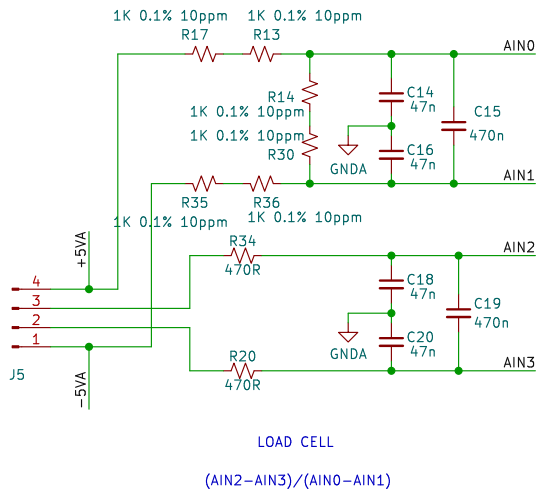 1K 0.1% 10ppm 1K 0.1% 10ppm
R17 R13
AIN0
R14
C14
47n
1K 0.1% 10ppm
C15
470n
1K 0.1% 10ppm
R30
GNDA
C16
47n
AIN1
R35 R36
1K 0.1% 10ppm 1K 0.1% 10ppm
+5VA
R34
470R
AIN2
4
3
2
1
J5
C18
47n
C19
470n
GNDA
C20
47n
R20
470R
AIN3
-5VA
LOAD CELL
(AIN2-AIN3)/(AIN0-AIN1)